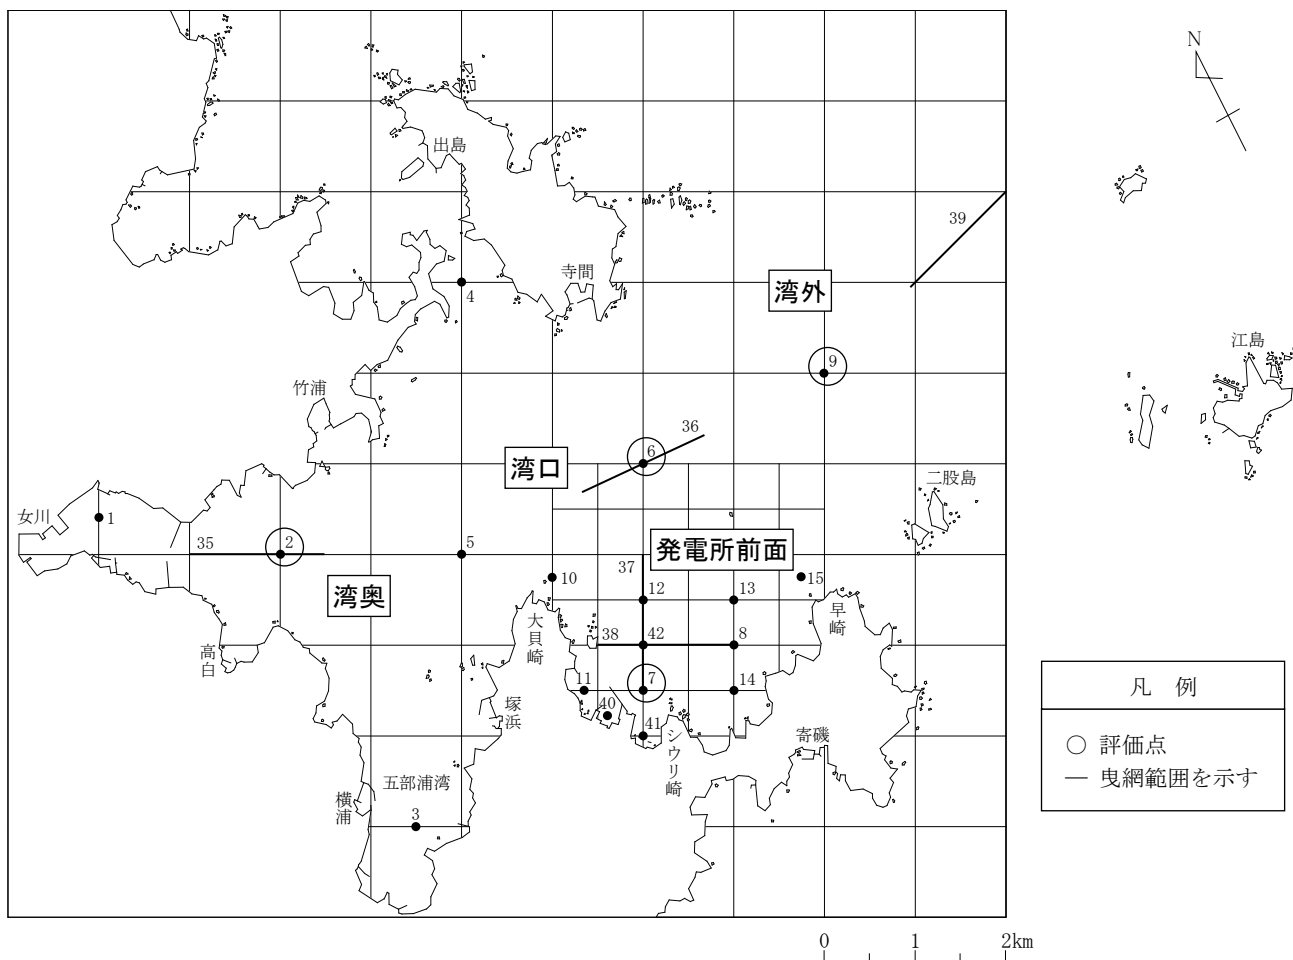 N
出島
39
寺間
湾外
4
江島
9
竹浦
36
6
湾口
二股島
女川
1
35
2
5
発電所前面
37
10
12
13
15
湾奥
大貝崎
早崎
38
42
8
高白
11
7
14
40
塚浜
41
シウリ崎
寄磯
五部浦湾
横浦
3
凡 例
○ 評価点
― 曳網範囲を示す
0 1 2km